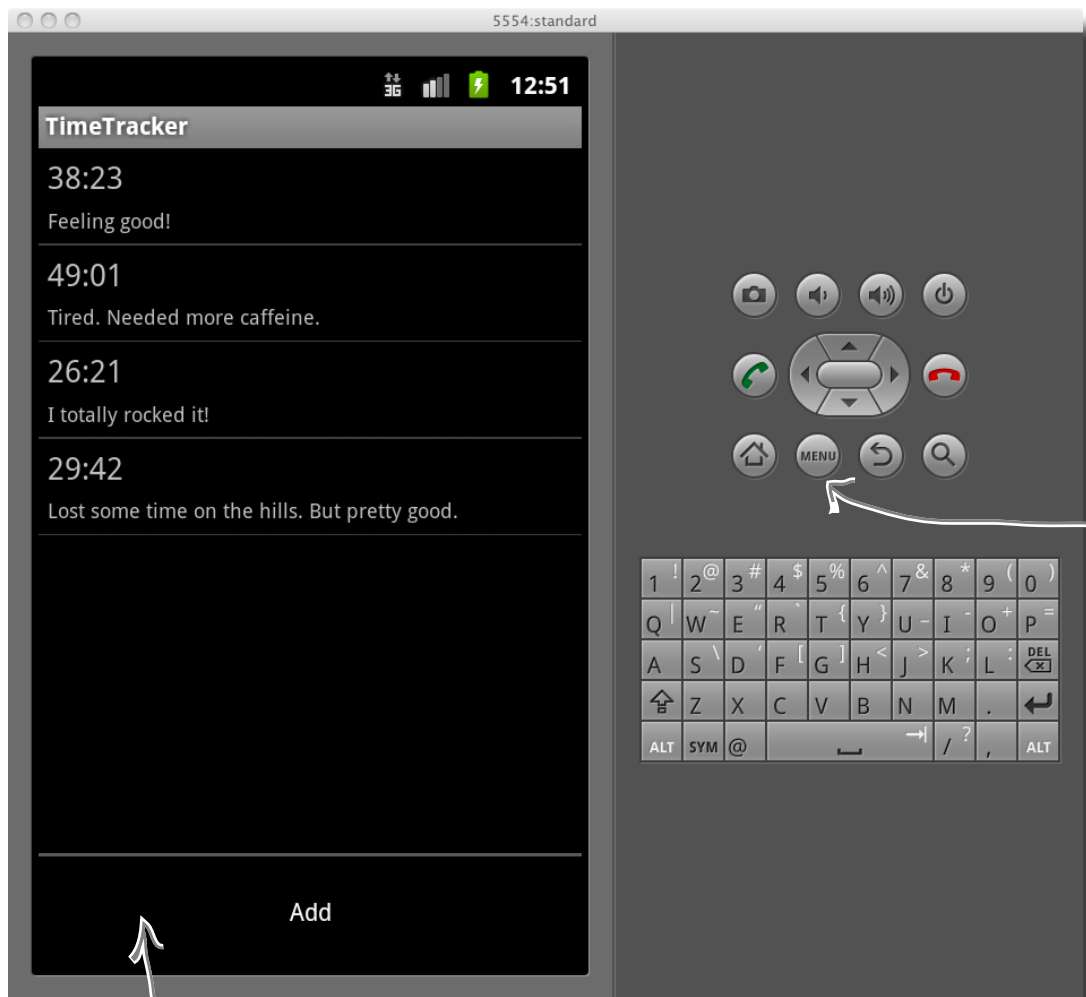 5554:standard
3G 12:51
TimeTracker
38:23
Feeling good!
49:01
Tired. Needed more caffeine.
26:21
I totally rocked it!
29:42
Lost some time on the hills. But pretty good.
Add
MENU
1 ! 2 @ 3 # 4 $ 5 % 6 ^ 7 & 8 * 9 ( 0 )
Q | W ~ E " R ` T { Y } U _ I - O + P =
A S \ D ' F [ G ] H < J > K ; L : DEL
Z X C V B N M .
ALT SYM @ / ? , ALT